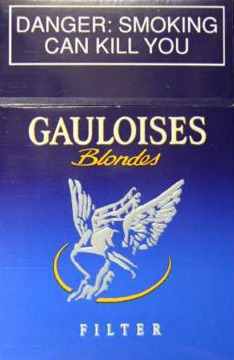 DANGER: SMOKING
CAN KILL YOU
GAULOISES
Blondes
FILTER